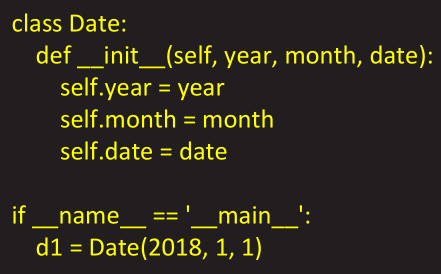 class Date:
    def __init__(self, year, month, date):
        self.year = year
        self.month = month
        self.date = date

if __name__ == '__main__':
    d1 = Date(2018, 1, 1)